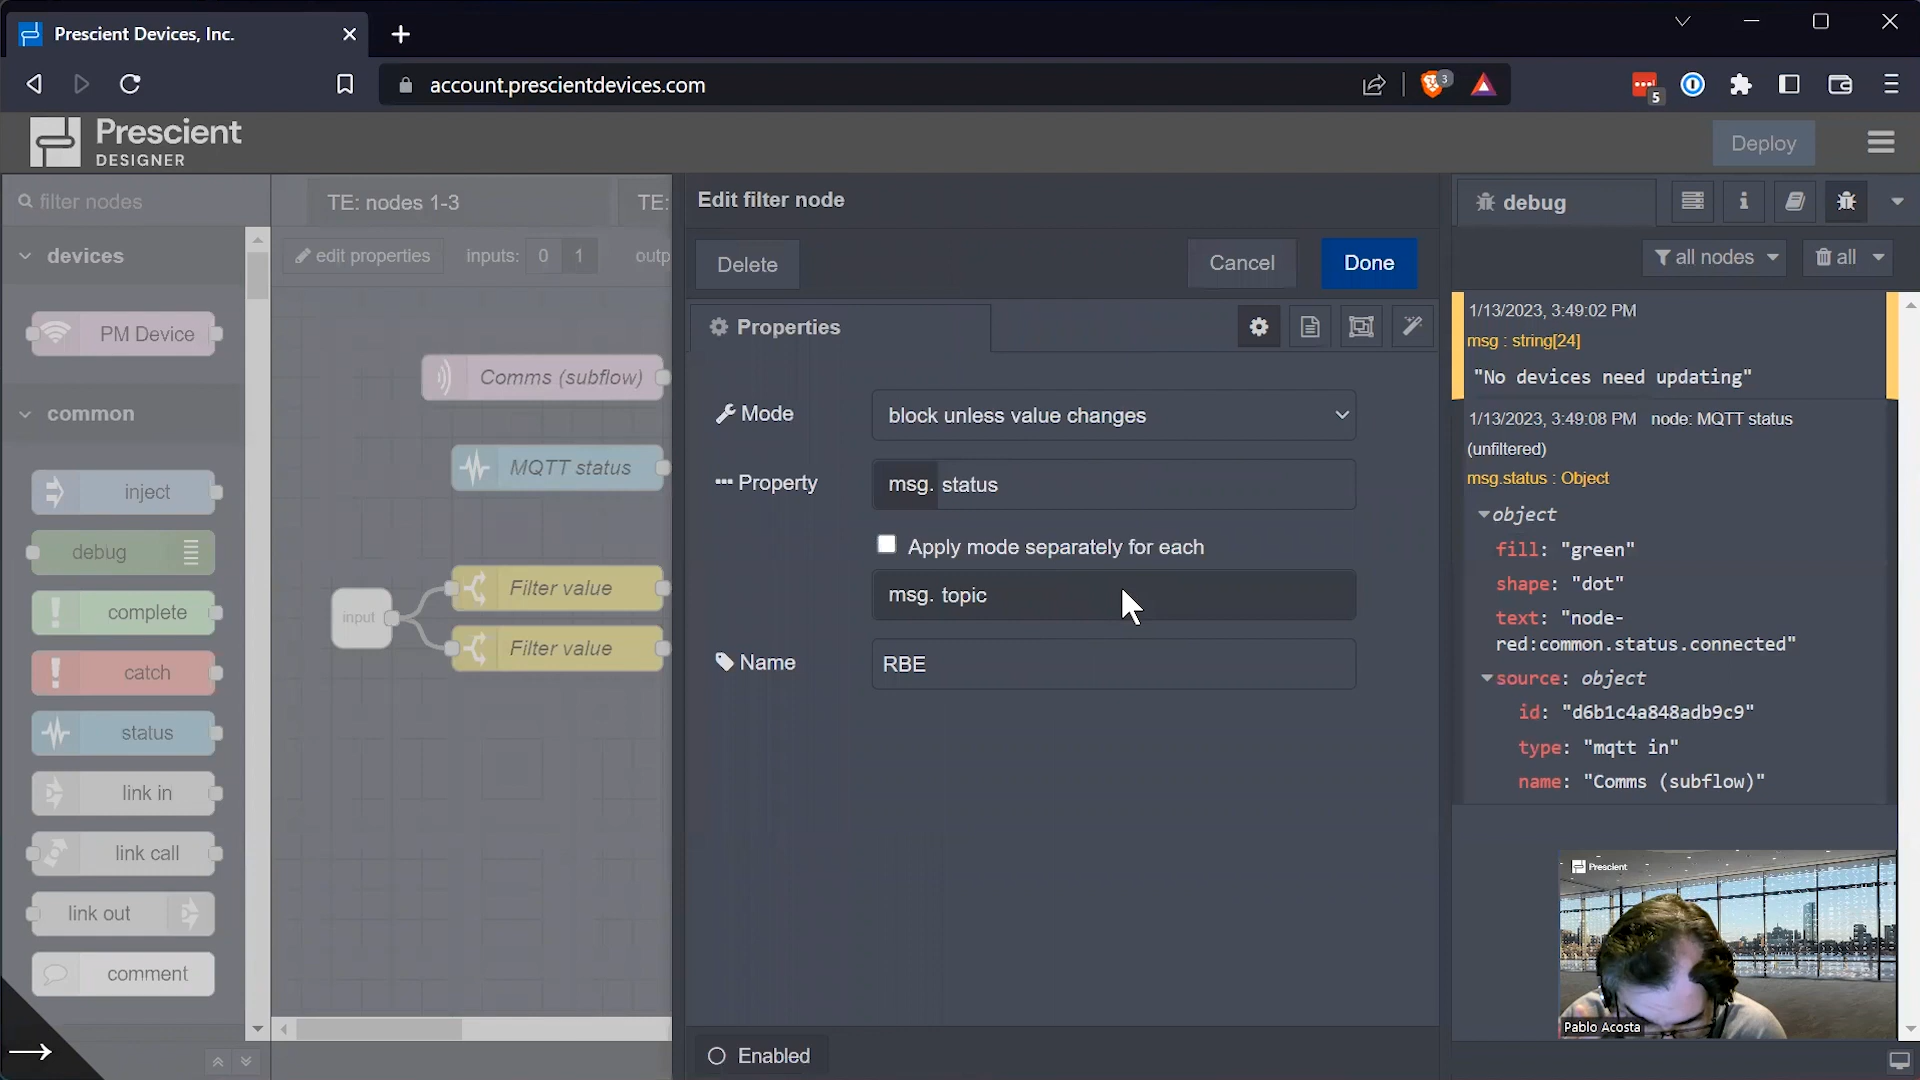 Prescient Devices, Inc.
account.prescientdevices.com
3
5
Prescient
DESIGNER
Deploy
filter nodes
TE: nodes 1-3
TE:
Edit filter node
debug
devices
edit properties
inputs: 0 1
outp
Delete
Cancel
Done
all nodes
all
PM Device
Properties
1/13/2023, 3:49:02 PM
msg : string[24]
"No devices need updating"
common
Comms (subflow)
Mode
block unless value changes
1/13/2023, 3:49:08 PM node: MQTT status
(unfiltered)
msg.status : Object
inject
MQTT status
Property
msg. status
object
debug
Apply mode separately for each
fill: "green"
complete
input
Filter value
msg. topic
shape: "dot"
text: "node-
red:common.status.connected"
catch
Filter value
Name
RBE
source: object
status
id: "d6b1c4a848adb9c9"
type: "mqtt in"
link in
name: "Comms (subflow)"
link call
link out
Prescient
comment
Pablo Acosta
Enabled